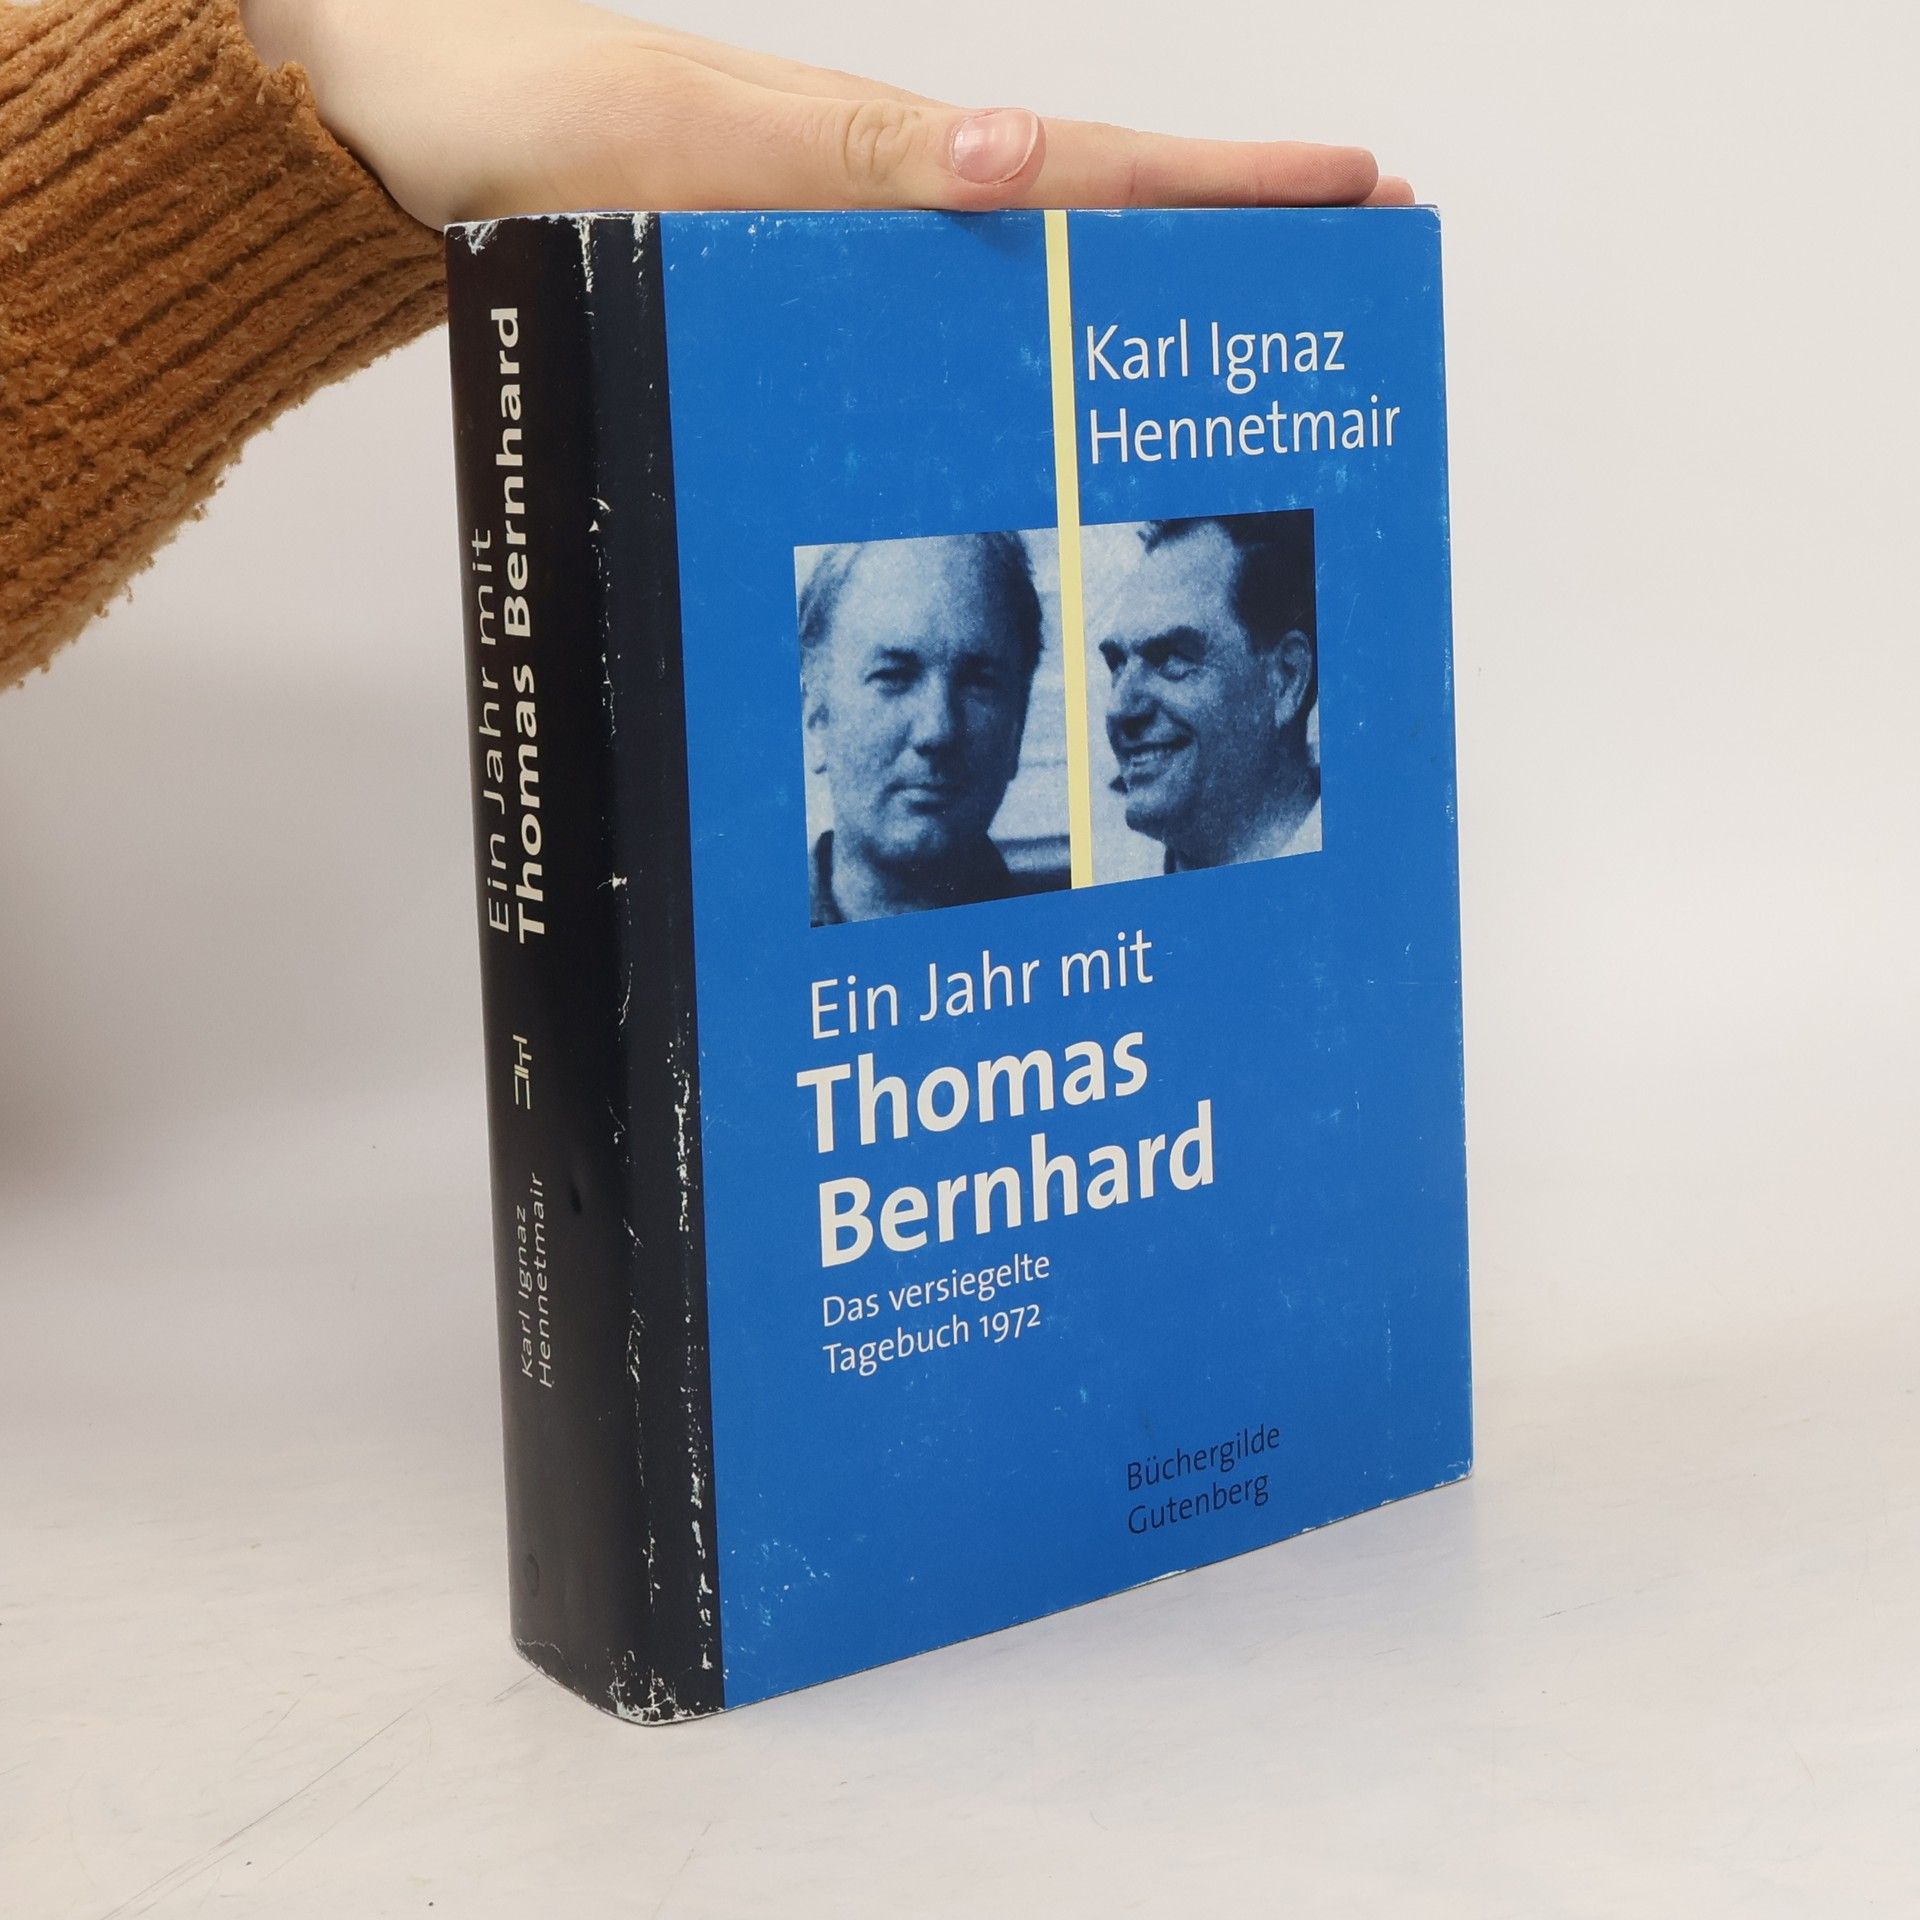 Ein Jahr mit
Thomas Bernhard
Karl Ignaz
Hennetmair
Karl Ignaz
Hennetmair
Ein Jahr mit
Thomas
Bernhard
Das versiegelte
Tagebuch 1972
Büchergilde
Gutenberg